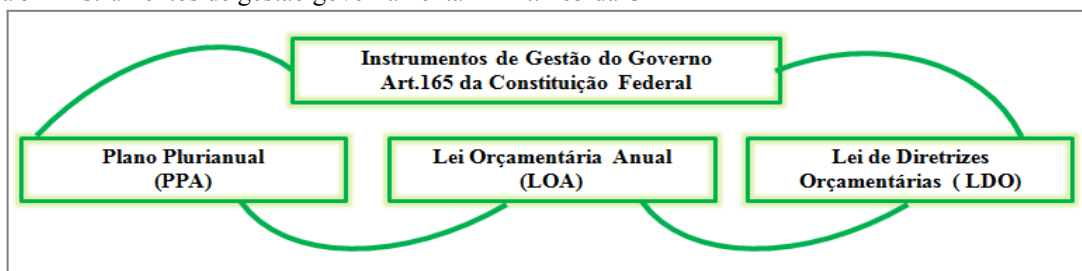 Instrumentos de Gestão do Governo
Art.165 da Constituição Federal
Plano Plurianual
(PPA)
Lei Orçamentária Anual
(LOA)
Lei de Diretrizes
Orçamentárias ( LDO)